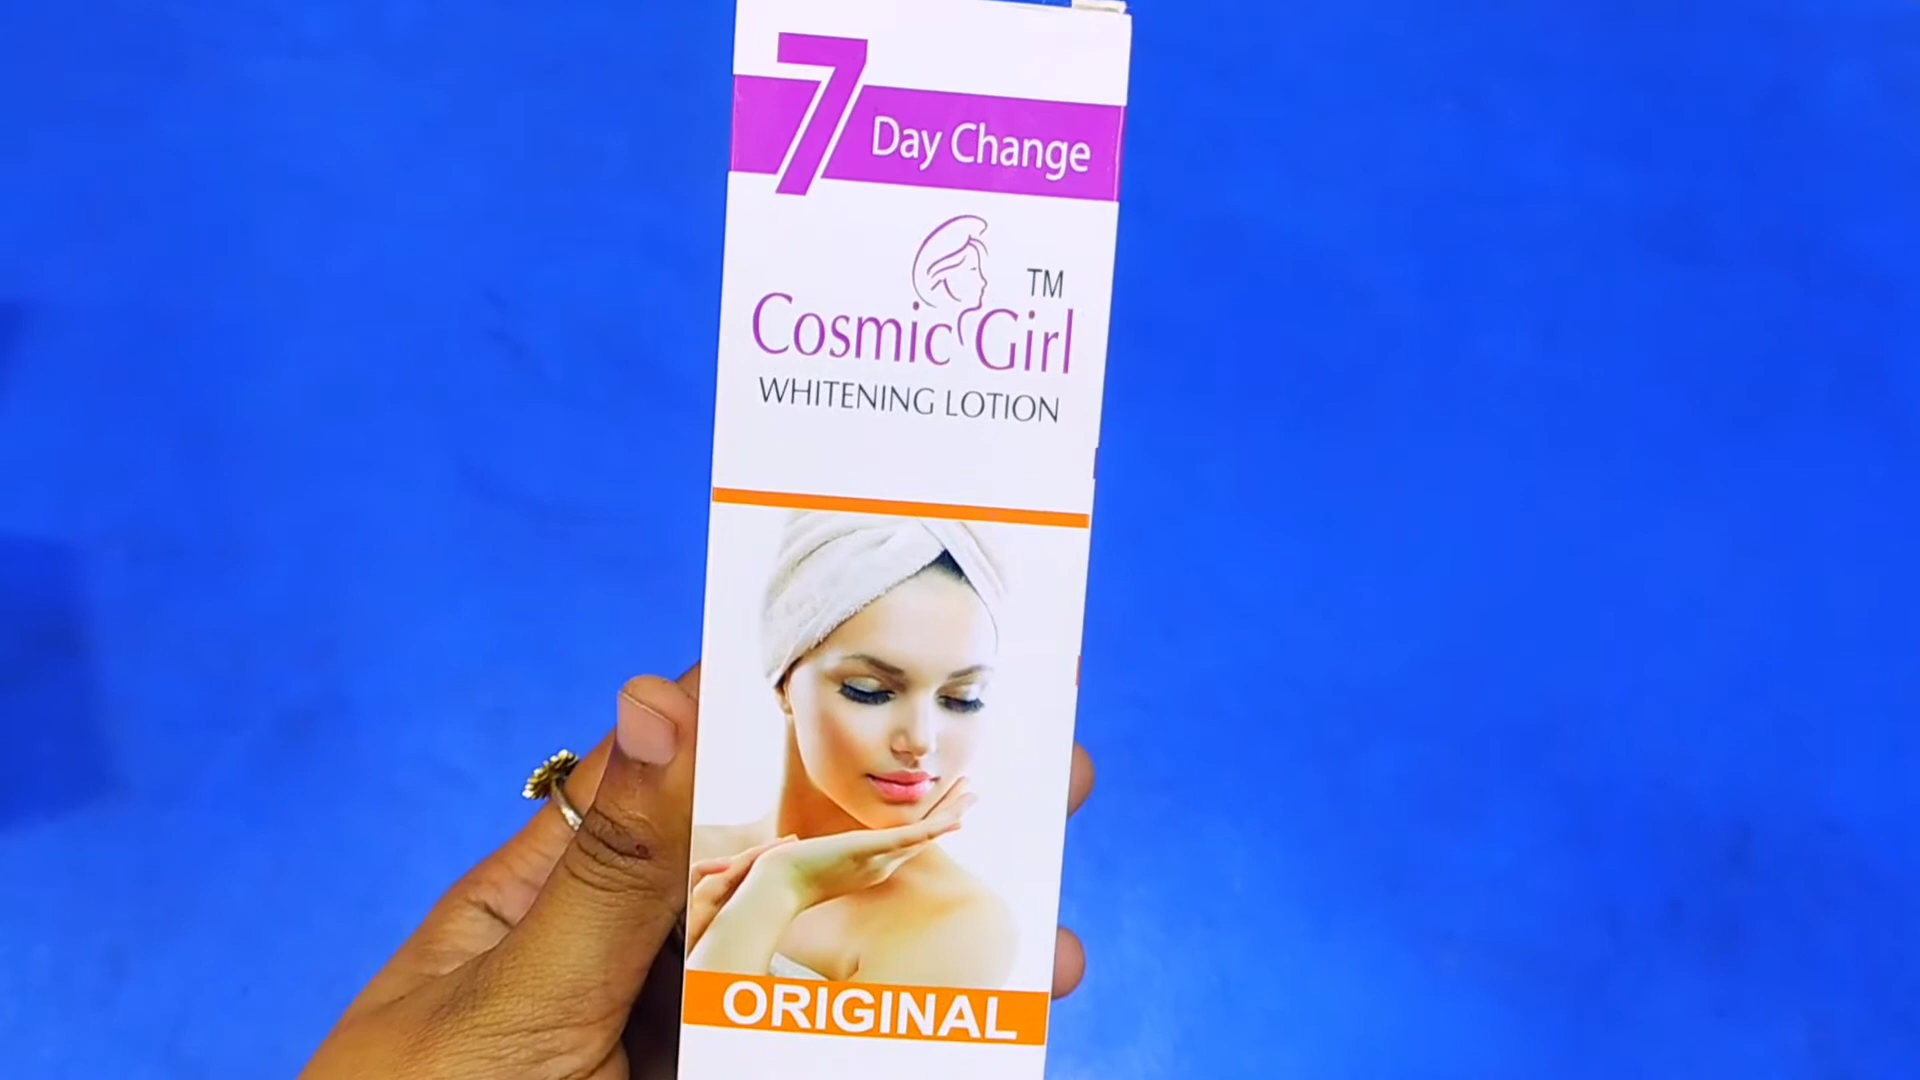 7 Day Change
TM
Cosmic Girl
WHITENING LOTION
ORIGINAL